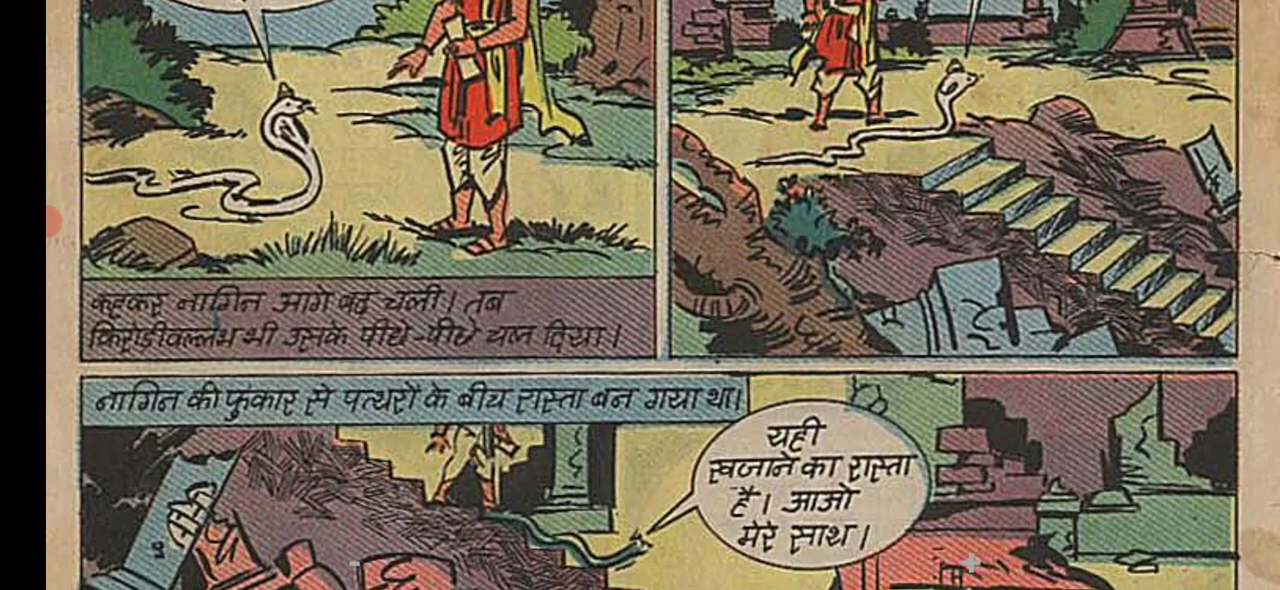 कहकर नागिन आगे बढ़ चली। तब
किरोडीवल्लभ भी उसके पीछे-पीछे चल दिया।
नागिन की फुंकार से पत्थरों के बीच रास्ता बन गया था।
यही
खजाने का रास्ता
है। आओ
मेरे साथ।